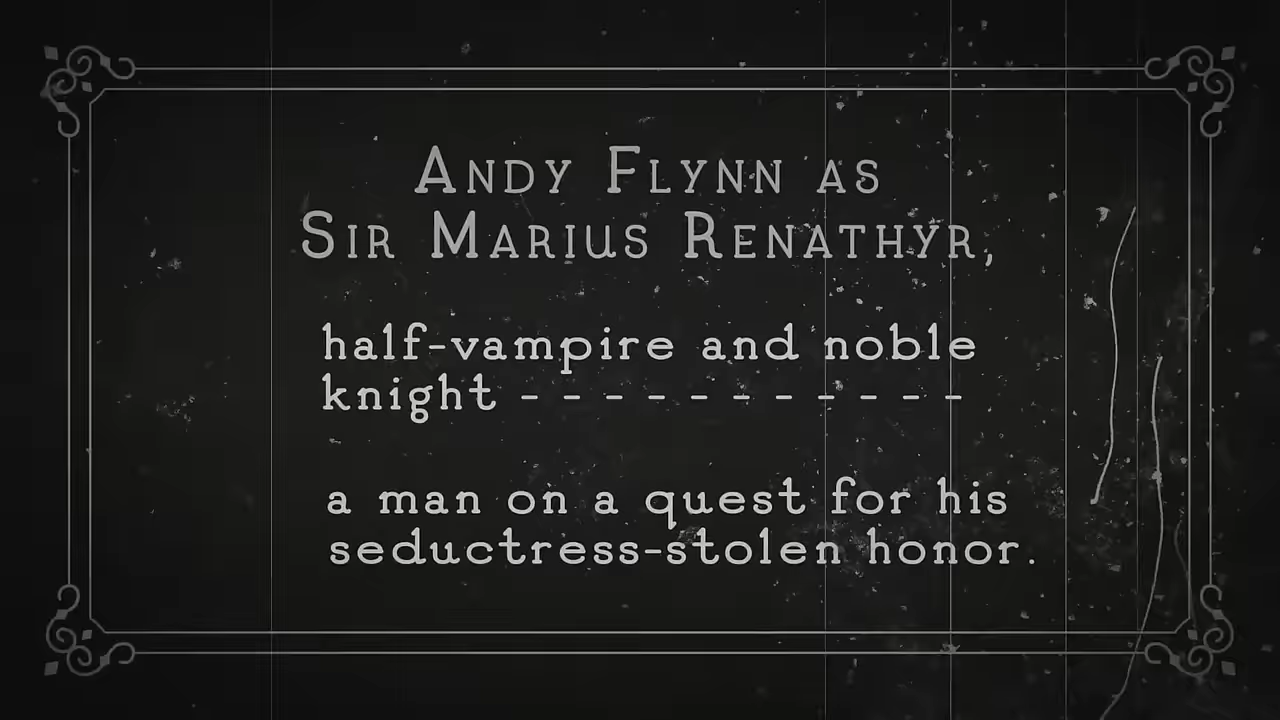 Andy Flynn as
Sir Marius Renathyr,
half-vampire and noble
knight - - - - - - - - - - -
a man on a quest for his
seductress-stolen honor.